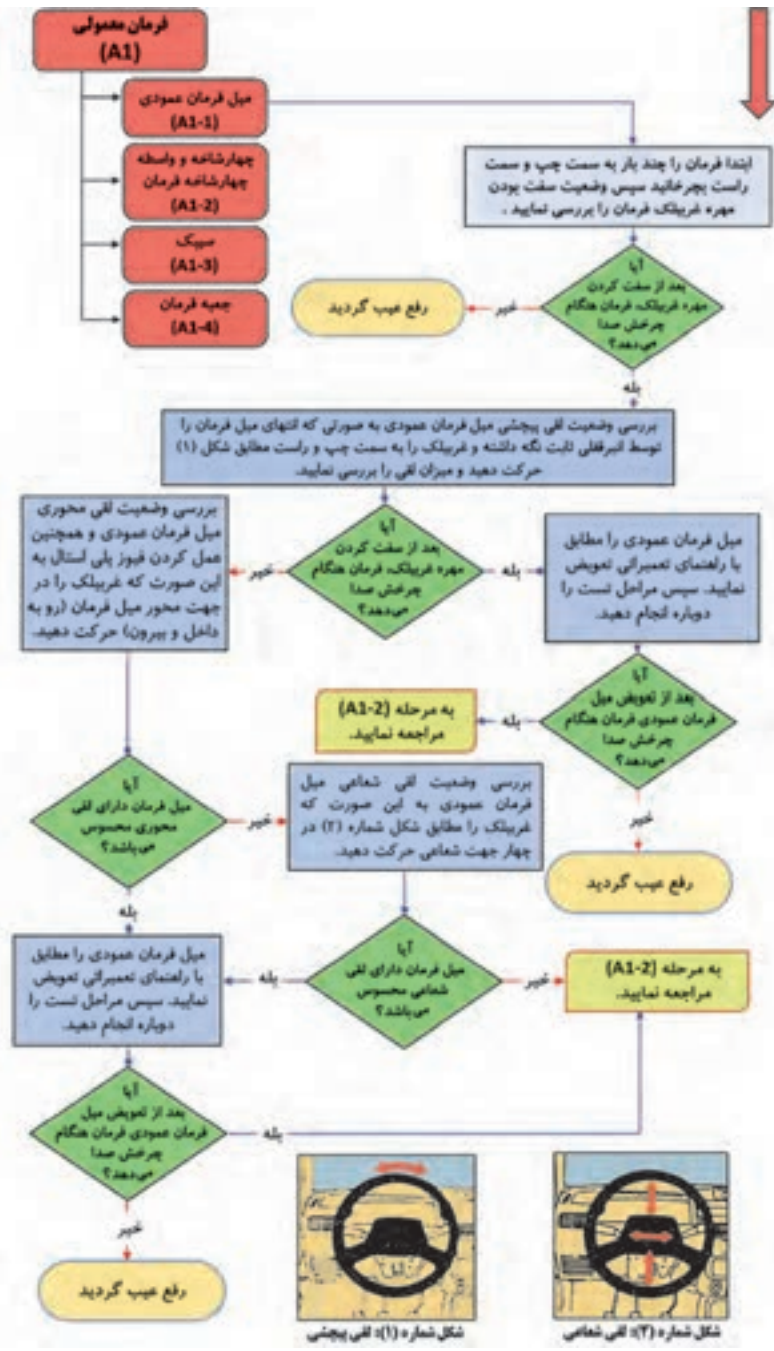 فرمان معمولی
(A1)
میل فرمان عمودی
(A1-1)
چهارشاخه و واسطه
چهارشاخه فرمان
(A1-2)
سیبک
(A1-3)
جعبه فرمان
(A1-4)
ابتدا فرمان را چند بار به سمت چپ و سمت
راست بچرخانید سپس وضعیت سفت بودن
مهره غربیلک فرمان را بررسی نمایید .
آیا
بعد از سفت کردن
مهره غربیلک، فرمان هنگام
چرخش صدا
می‌دهد؟
خیر
رفع عیب گردید
بله
بررسی وضعیت لقی پیچشی میل فرمان عمودی به صورتی که انتهای میل فرمان را
توسط انبرقفلی ثابت نگه داشته و غربیلک را به سمت چپ و راست مطابق شکل (۱)
حرکت دهید و میزان لقی را بررسی نمایید.
آیا
بعد از سفت کردن
مهره غربیلک، فرمان هنگام
چرخش صدا
می‌دهد؟
بله
خیر
میل فرمان عمودی را مطابق
با راهنمای تعمیراتی تعویض
نمایید. سپس مراحل تست را
دوباره انجام دهید.
بررسی وضعیت لقی محوری
میل فرمان عمودی و همچنین
عمل کردن فیوز پلی استال به
این صورت که غربیلک را در
جهت محور میل فرمان (رو به
داخل و بیرون) حرکت دهید.
آیا
بعد از تعویض میل
فرمان عمودی فرمان هنگام
چرخش صدا
می‌دهد؟
بله
به مرحله (A1-2)
مراجعه نمایید.
خیر
رفع عیب گردید
آیا
میل فرمان دارای لقی
محوری محسوس
می‌باشد؟
خیر
بررسی وضعیت لقی شعاعی میل
فرمان عمودی به این صورت که
غربیلک را مطابق شکل شماره (۲) در
چهار جهت شعاعی حرکت دهید.
بله
آیا
میل فرمان دارای لقی
شعاعی محسوس
می‌باشد؟
خیر
به مرحله (A1-2)
مراجعه نمایید.
بله
میل فرمان عمودی را مطابق
با راهنمای تعمیراتی تعویض
نمایید. سپس مراحل تست را
دوباره انجام دهید.
آیا
بعد از تعویض میل
فرمان عمودی فرمان هنگام
چرخش صدا
می‌دهد؟
بله
خیر
رفع عیب گردید
شکل شماره (۲): لقی شعاعی
شکل شماره (۱): لقی پیچشی